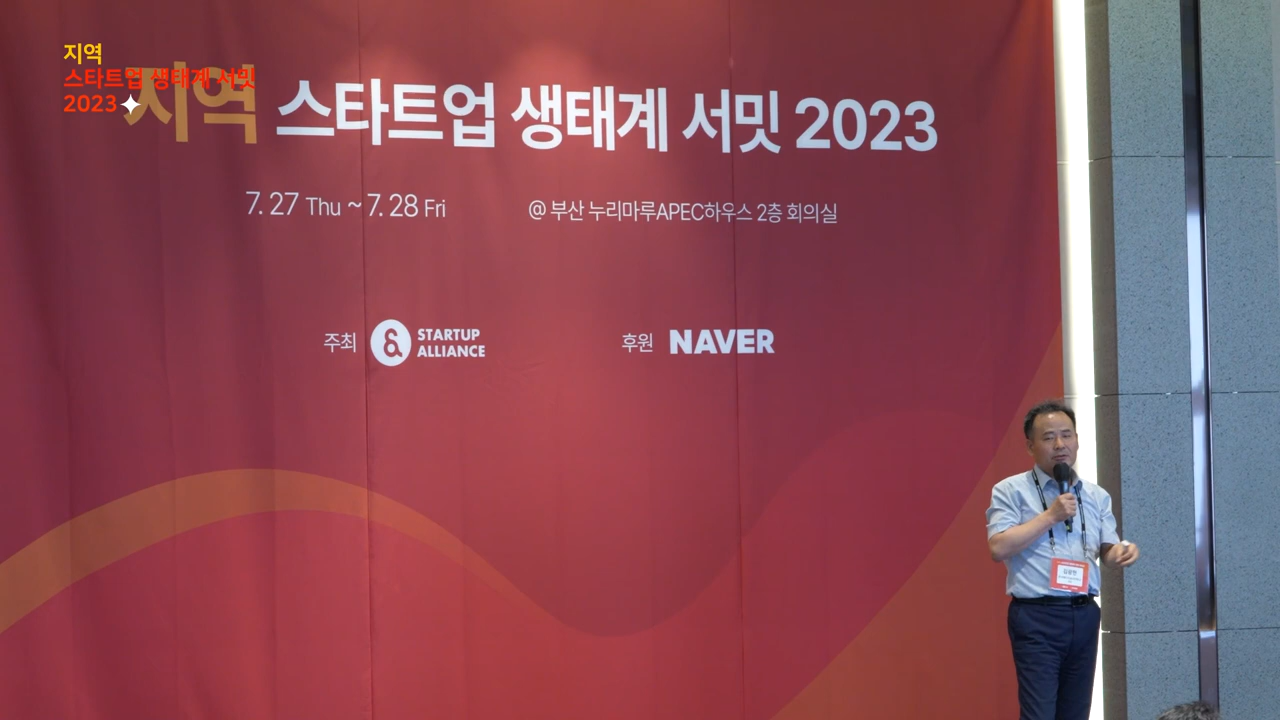 지역
스타트업 생태계 서밋
2023
지역 스타트업 생태계 서밋 2023
7. 27 Thu ~ 7. 28 Fri
@ 부산 누리마루APEC하우스 2층 회의실
주최
STARTUP
ALLIANCE
후원 NAVER